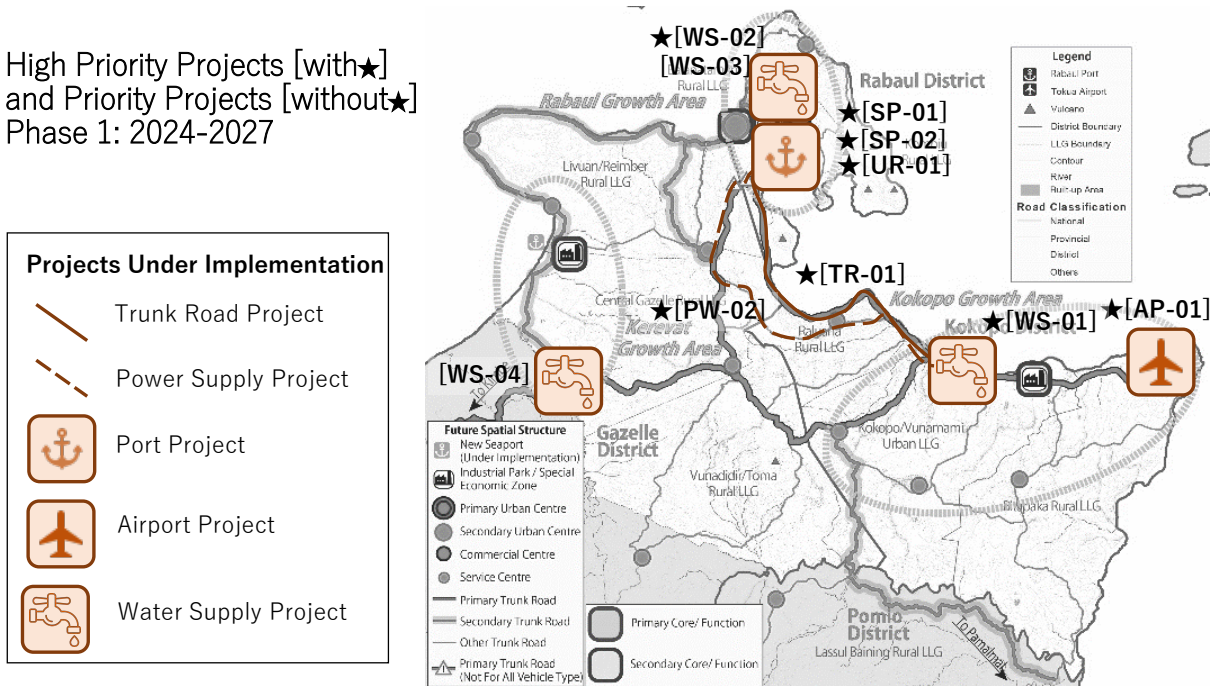 High Priority Projects [with★]
and Priority Projects [without★]
Phase 1: 2024-2027
Projects Under Implementation
Trunk Road Project
Power Supply Project
Port Project
Airport Project
Water Supply Project
★[WS-02]
[WS-03]
Rural LLG
Rabaul District
Rabaul Growth Area
★[SP-01]
★[SP-02]
★[UR-01]
Livuan/Reimber
Rural LLG
★[TR-01]
Central Gazelle Rural LLG
★[PW-02]
Kerevat
Growth Area
Kokopo Growth Area
Kokopo District
★[WS-01]
★[AP-01]
Raluana
Rural LLG
[WS-04]
Gazelle
District
Kokopo/Vunamami
Urban LLG
Vunadidir/Toma
Rural LLG
Bitapaka Rural LLG
Pomio
District
Lassul Baining Rural LLG
To Pamalmal
Legend
Rabaul Port
Tokua Airport
Vulcano
District Boundary
LLG Boundary
Contour
River
Built-up Area
Road Classification
National
Provincial
District
Others
Future Spatial Structure
New Seaport
(Under Implementation)
Industrial Park / Special
Economic Zone
Primary Urban Centre
Secondary Urban Centre
Commercial Centre
Service Centre
Primary Trunk Road
Secondary Trunk Road
Other Trunk Road
Primary Trunk Road
(Not For All Vehicle Type)
Primary Core/ Function
Secondary Core/ Function